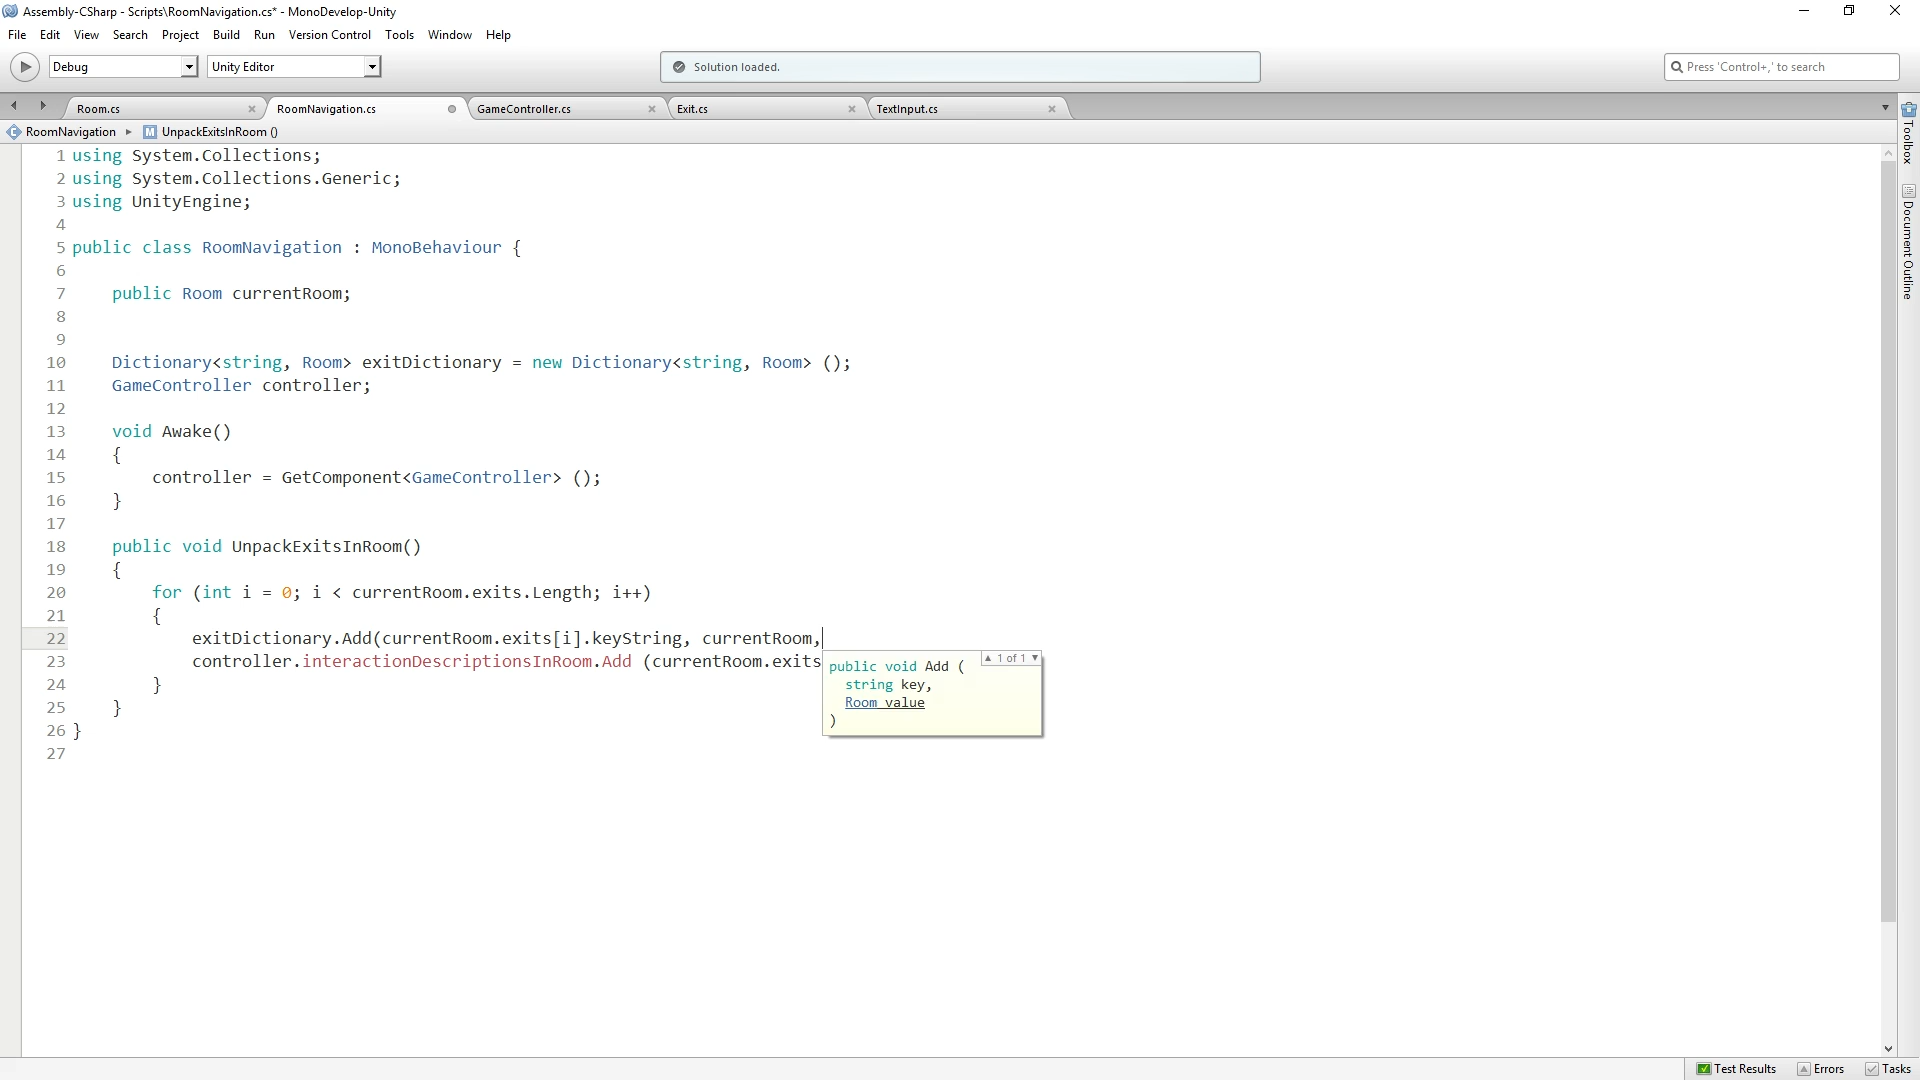 Assembly-CSharp - Scripts\RoomNavigation.cs* - MonoDevelop-Unity
File Edit View Search Project Build Run Version Control Tools Window Help
Debug Unity Editor Solution loaded. Press 'Control+,' to search
Room.cs RoomNavigation.cs GameController.cs Exit.cs TextInput.cs
RoomNavigation UnpackExitsInRoom ()
1 using System.Collections;
2 using System.Collections.Generic;
3 using UnityEngine;
4
5 public class RoomNavigation : MonoBehaviour {
6
7 public Room currentRoom;
8
9
10 Dictionary<string, Room> exitDictionary = new Dictionary<string, Room> ();
11 GameController controller;
12
13 void Awake()
14 {
15 controller = GetComponent<GameController> ();
16 }
17
18 public void UnpackExitsInRoom()
19 {
20 for (int i = 0; i < currentRoom.exits.Length; i++)
21 {
22 exitDictionary.Add(currentRoom.exits[i].keyString, currentRoom,
23 controller.interactionDescriptionsInRoom.Add (currentRoom.exits
24 }
25 }
26 }
27
▲ 1 of 1 ▼
public void Add (
string key,
Room value
)
Toolbox
Document Outline
Test Results Errors Tasks